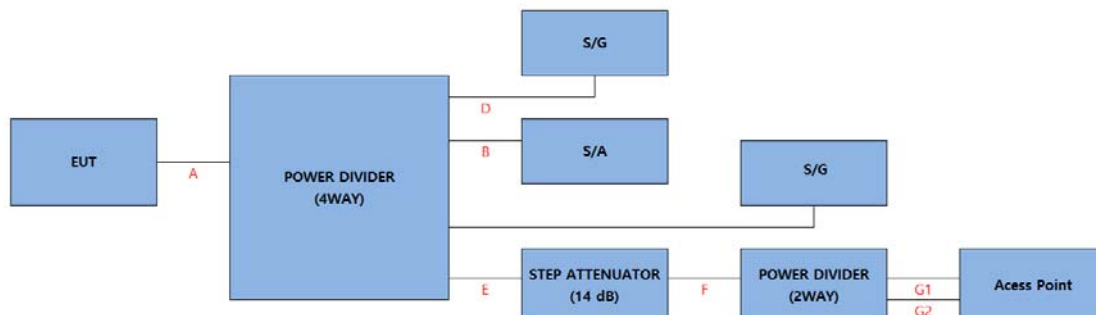 S/G
D
EUT
A
POWER DIVIDER
(4WAY)
B
S/A
S/G
E
STEP ATTENUATOR
(14 dB)
F
POWER DIVIDER
(2WAY)
G1
G2
Acess Point